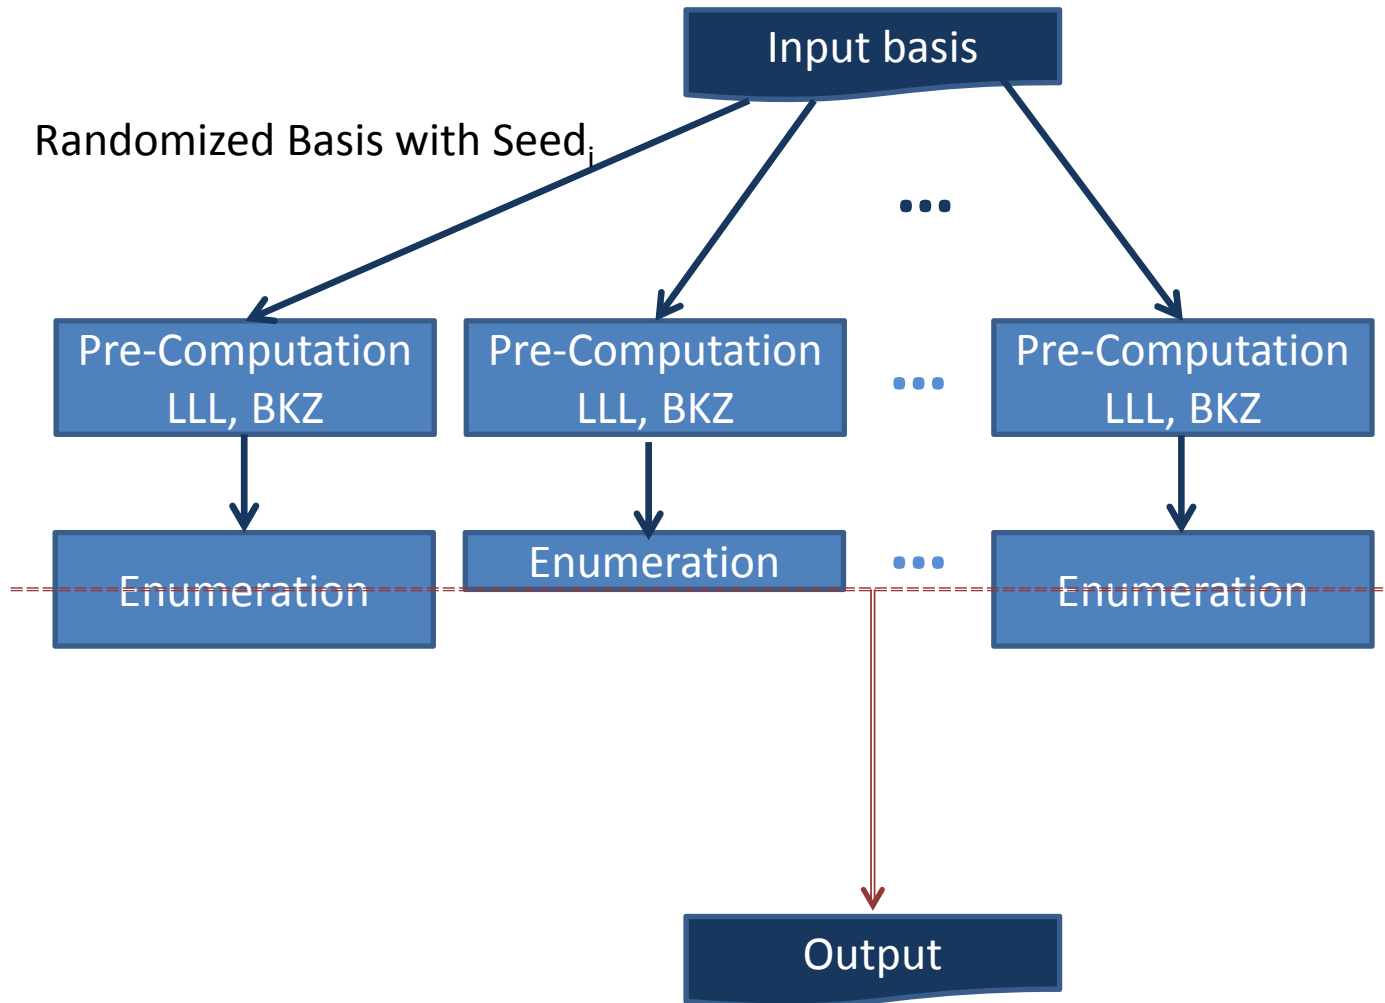 Input basis
Randomized Basis with Seedᵢ
...
Pre-Computation
LLL, BKZ
Pre-Computation
LLL, BKZ
...
Pre-Computation
LLL, BKZ
Enumeration
Enumeration
...
Enumeration
Output